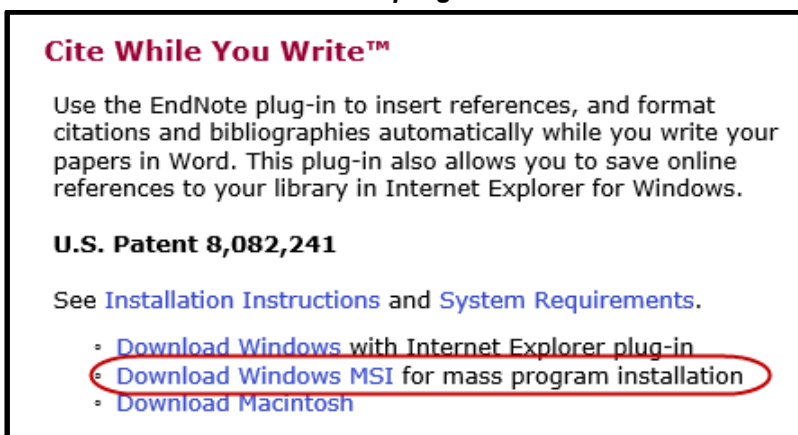 Cite While You Write™
Use the EndNote plug-in to insert references, and format
citations and bibliographies automatically while you write your
papers in Word. This plug-in also allows you to save online
references to your library in Internet Explorer for Windows.
U.S. Patent 8,082,241
See Installation Instructions and System Requirements.
◦ Download Windows with Internet Explorer plug-in
◦ Download Windows MSI for mass program installation
◦ Download Macintosh